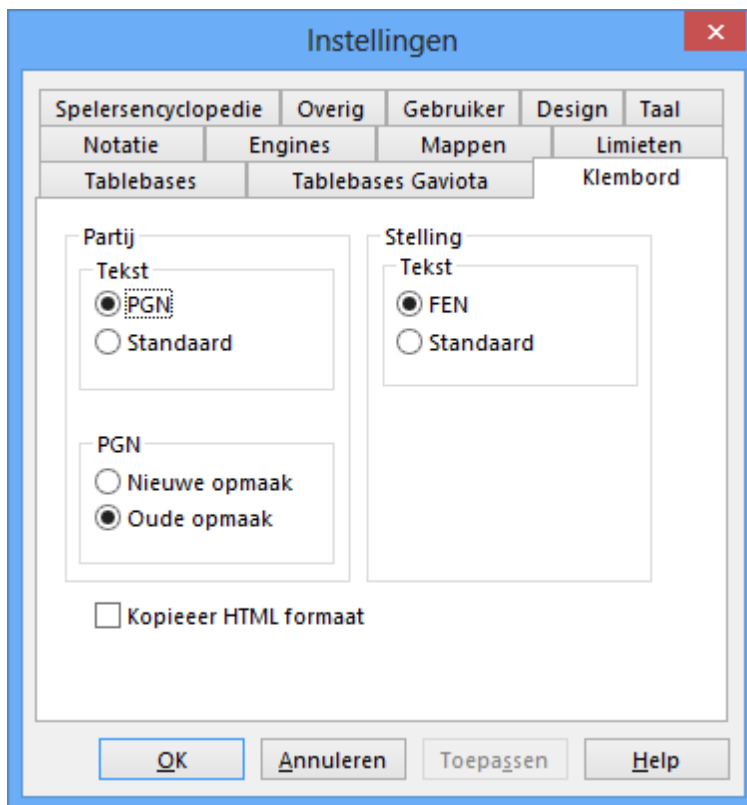 Instellingen
Spelersencyclopedie Overig Gebruiker Design Taal
Notatie Engines Mappen Limieten
Tablebases Tablebases Gaviota Klembord
Partij Stelling
Tekst Tekst
PGN FEN
Standaard Standaard
PGN
Nieuwe opmaak
Oude opmaak
Kopieeer HTML formaat
OK Annuleren Toepassen Help